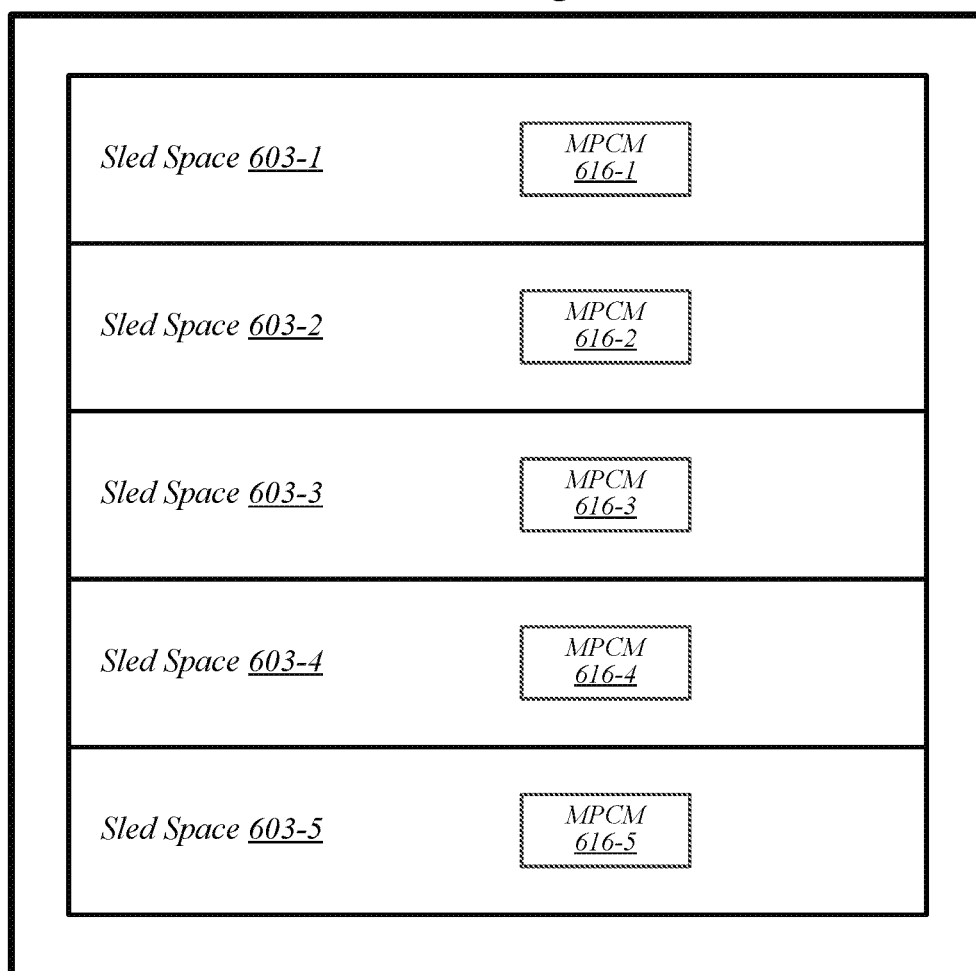 Sled Space 603-1
MPCM
616-1
Sled Space 603-2
MPCM
616-2
Sled Space 603-3
MPCM
616-3
Sled Space 603-4
MPCM
616-4
Sled Space 603-5
MPCM
616-5